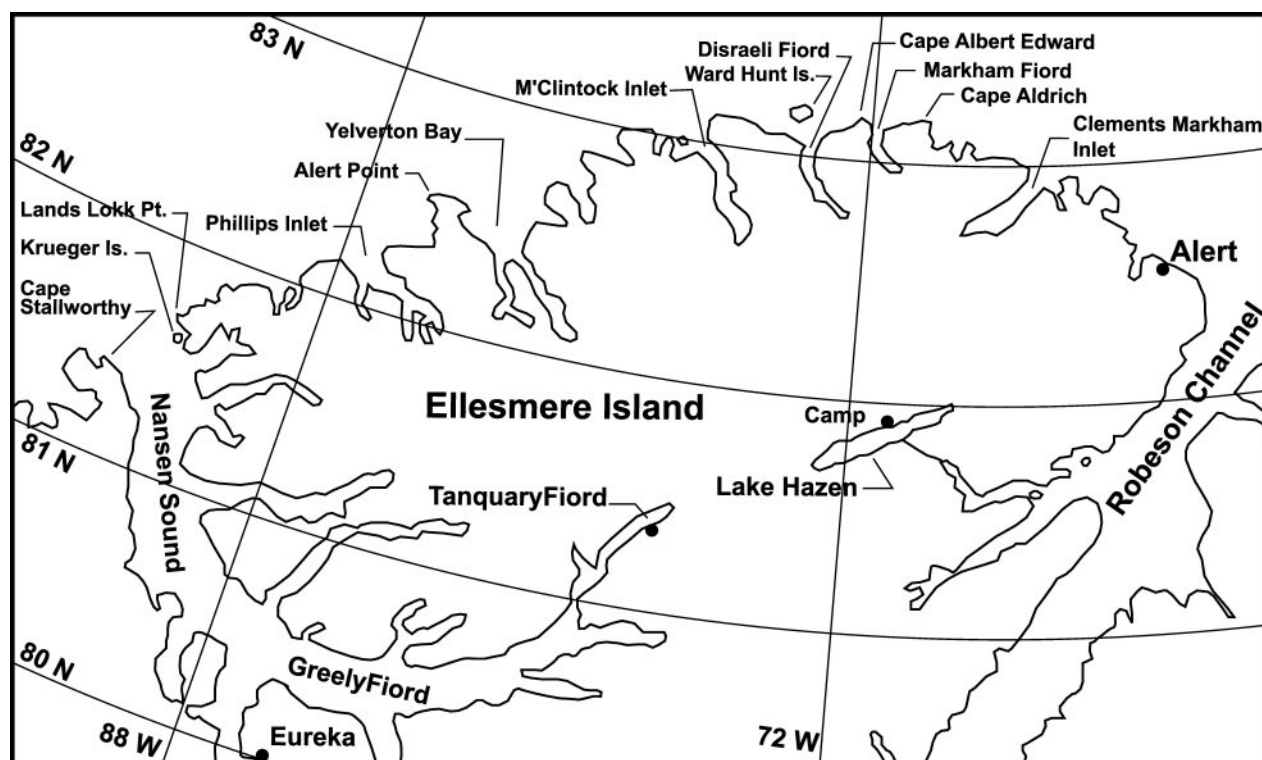 83 N
Disraeli Fiord
Cape Albert Edward
Ward Hunt Is.
Markham Fiord
M'Clintock Inlet
Cape Aldrich
Yelverton Bay
Clements Markham
Inlet
82 N
Alert Point
Lands Lokk Pt.
Phillips Inlet
Krueger Is.
Cape
Stallworthy
Alert
Ellesmere Island
Camp
Nansen Sound
Robeson Channel
81 N
Lake Hazen
TanquaryFiord
80 N
GreelyFiord
88 W
Eureka
72 W